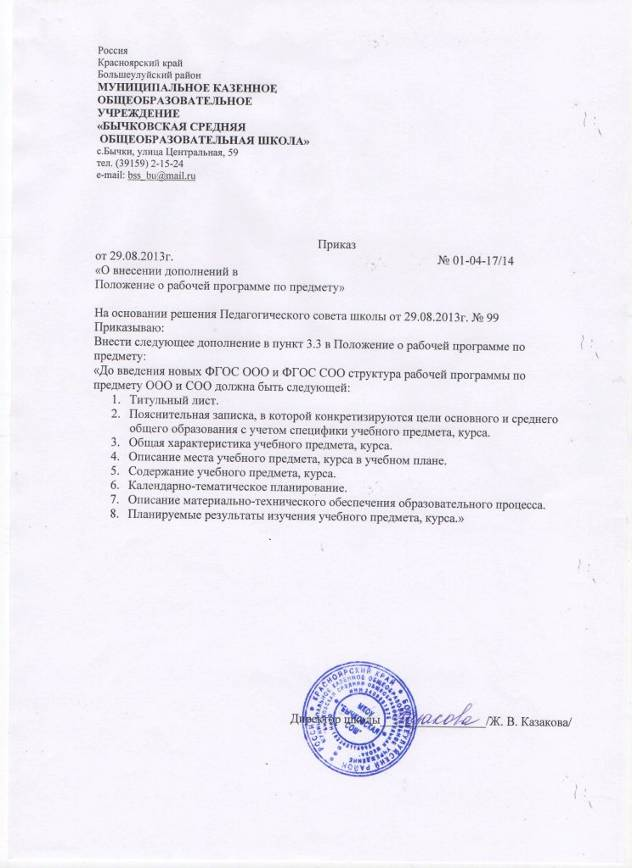 Россия
Красноярский край
Большеулуйский район
МУНИЦИПАЛЬНОЕ КАЗЕННОЕ
ОБЩЕОБРАЗОВАТЕЛЬНОЕ
УЧРЕЖДЕНИЕ
«БЫЧКОВСКАЯ СРЕДНЯЯ
ОБЩЕОБРАЗОВАТЕЛЬНАЯ ШКОЛА»
с.Бычки, улица Центральная, 59
тел. (39159) 2-15-24
e-mail: bss_bu@mail.ru
Приказ
от 29.08.2013г. № 01-04-17/14
«О внесении дополнений в
Положение о рабочей программе по предмету»
На основании решения Педагогического совета школы от 29.08.2013г. № 99
Приказываю:
Внести следующее дополнение в пункт 3.3 в Положение о рабочей программе по
предмету:
«До введения новых ФГОС ООО и ФГОС СОО структура рабочей программы по
предмету ООО и СОО должна быть следующей:
1. Титульный лист.
2. Пояснительная записка, в которой конкретизируются цели основного и среднего
общего образования с учетом специфики учебного предмета, курса.
3. Общая характеристика учебного предмета, курса.
4. Описание места учебного предмета, курса в учебном плане.
5. Содержание учебного предмета, курса.
6. Календарно-тематическое планирование.
7. Описание материально-технического обеспечения образовательного процесса.
8. Планируемые результаты изучения учебного предмета, курса.»
Директор школы /Ж. В. Казакова/
КРАСНОЯРСКИЙ КРАЙ
МКОУ
"БЫЧКОВСКАЯ
СОШ"